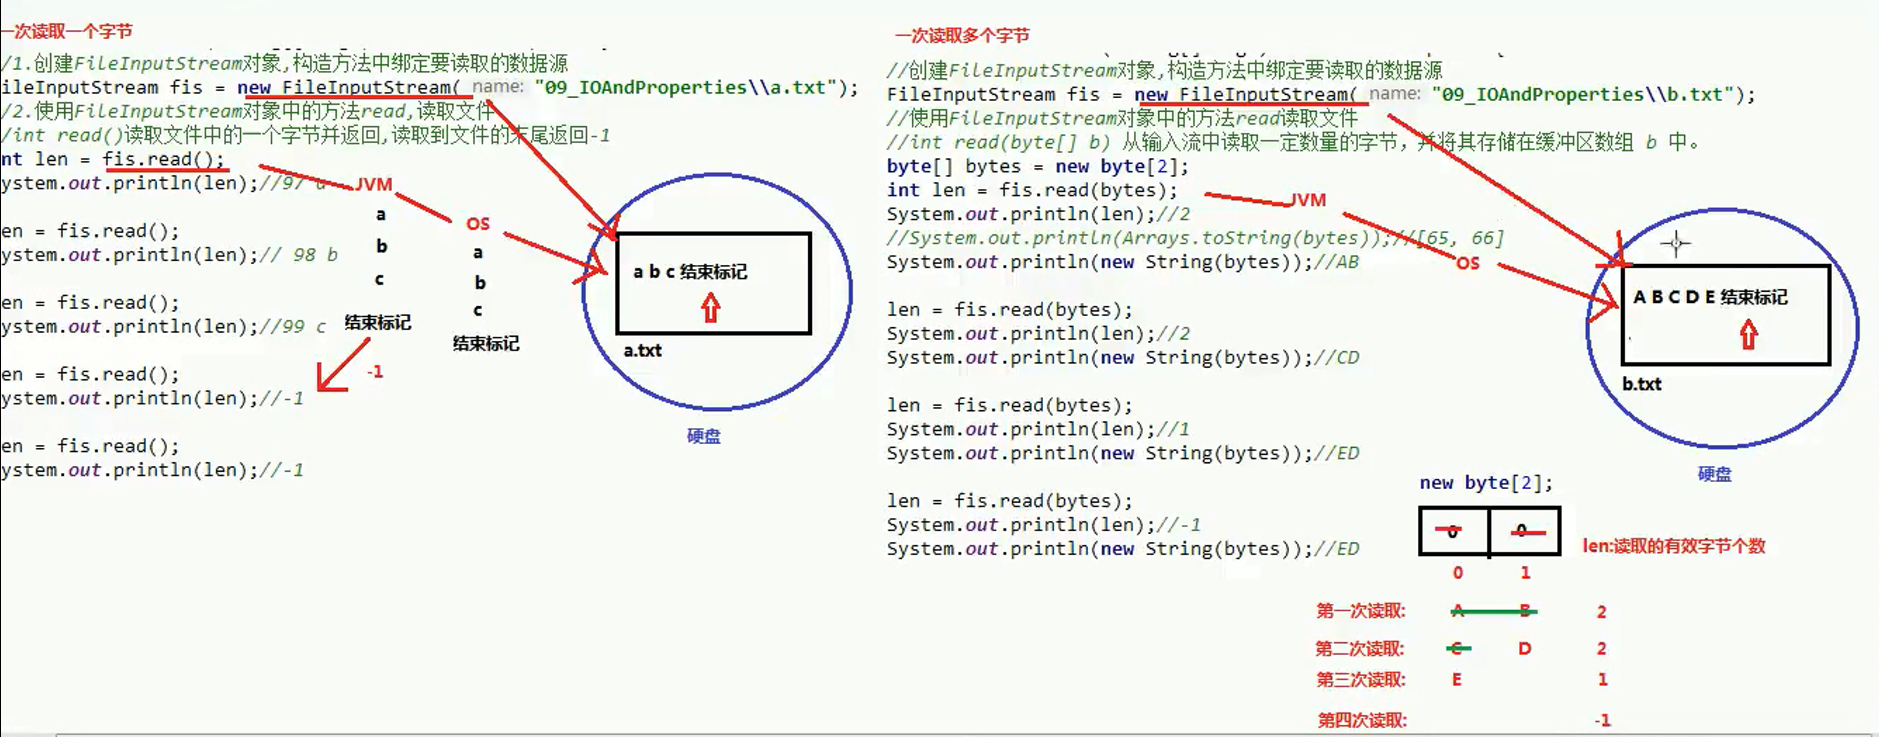 一次读取一个字节
/1.创建FileInputStream对象,构造方法中绑定要读取的数据源
ileInputStream fis = new FileInputStream( name: "09_IOAndProperties\\a.txt");
/2.使用FileInputStream对象中的方法read,读取文件
/int read()读取文件中的一个字节并返回,读取到文件的末尾返回-1
nt len = fis.read();
ystem.out.println(len);//97 a
en = fis.read();
ystem.out.println(len);// 98 b
en = fis.read();
ystem.out.println(len);//99 c
en = fis.read();
ystem.out.println(len);//-1
en = fis.read();
ystem.out.println(len);//-1
JVM
a
b
c
结束标记
-1
OS
a
b
c
结束标记
a b c 结束标记
a.txt
硬盘
一次读取多个字节
//创建FileInputStream对象,构造方法中绑定要读取的数据源
FileInputStream fis = new FileInputStream( name: "09_IOAndProperties\\b.txt");
//使用FileInputStream对象中的方法read读取文件
//int read(byte[] b) 从输入流中读取一定数量的字节，并将其存储在缓冲区数组 b 中。
byte[] bytes = new byte[2];
int len = fis.read(bytes);
System.out.println(len);//2
//System.out.println(Arrays.toString(bytes));//[65, 66]
System.out.println(new String(bytes));//AB
len = fis.read(bytes);
System.out.println(len);//2
System.out.println(new String(bytes));//CD
len = fis.read(bytes);
System.out.println(len);//1
System.out.println(new String(bytes));//ED
len = fis.read(bytes);
System.out.println(len);//-1
System.out.println(new String(bytes));//ED
JVM
OS
A B C D E 结束标记
b.txt
硬盘
new byte[2];
0 0
len:读取的有效字节个数
0 1
第一次读取: A B 2
第二次读取: C D 2
第三次读取: E 1
第四次读取: -1